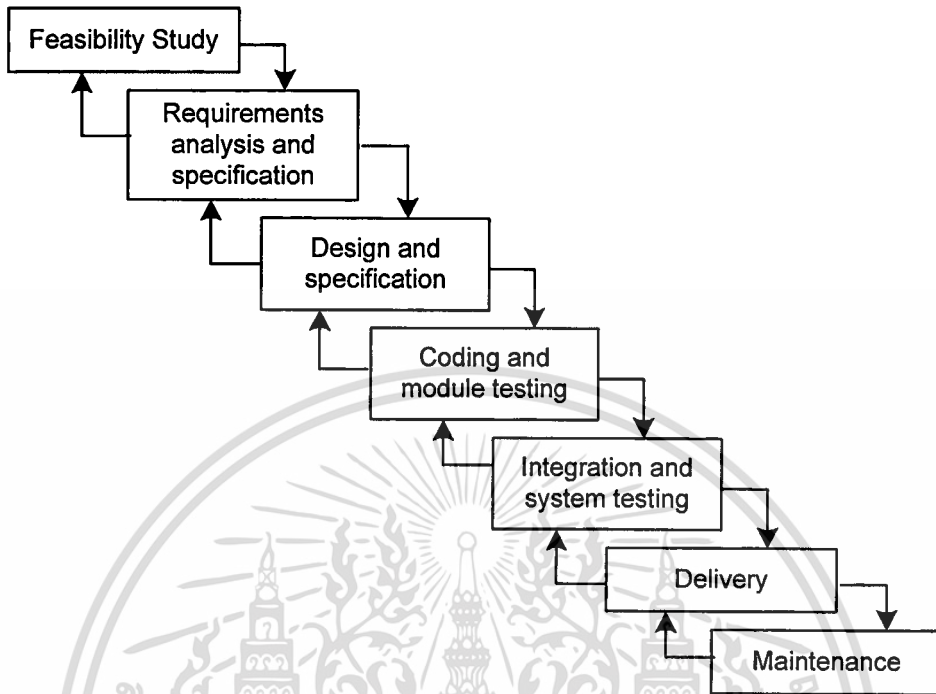 Feasibility Study
Requirements
analysis and
specification
Design and
specification
Coding and
module testing
Integration and
system testing
Delivery
Maintenance